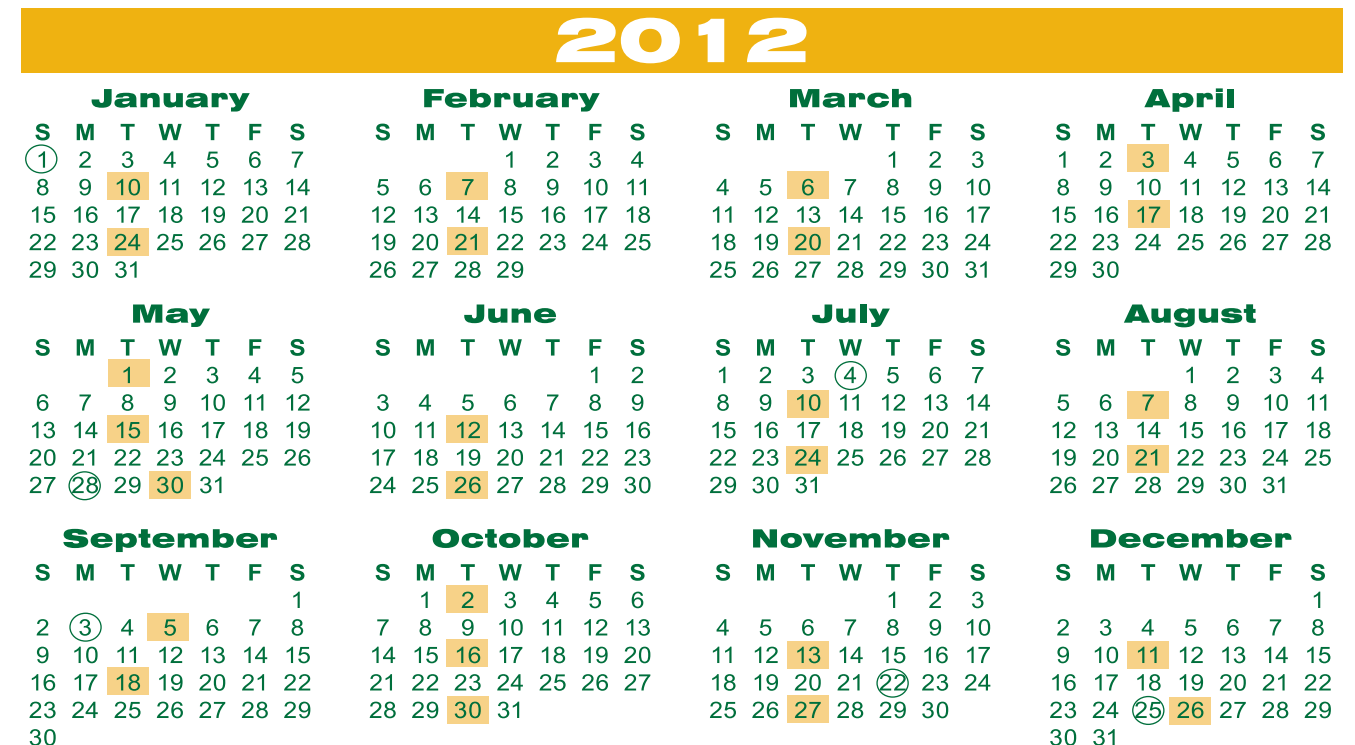 2012
January
S M T W T F S
1 2 3 4 5 6 7
8 9 10 11 12 13 14
15 16 17 18 19 20 21
22 23 24 25 26 27 28
29 30 31
February
S M T W T F S
1 2 3 4
5 6 7 8 9 10 11
12 13 14 15 16 17 18
19 20 21 22 23 24 25
26 27 28 29
March
S M T W T F S
1 2 3
4 5 6 7 8 9 10
11 12 13 14 15 16 17
18 19 20 21 22 23 24
25 26 27 28 29 30 31
April
S M T W T F S
1 2 3 4 5 6 7
8 9 10 11 12 13 14
15 16 17 18 19 20 21
22 23 24 25 26 27 28
29 30
May
S M T W T F S
1 2 3 4 5
6 7 8 9 10 11 12
13 14 15 16 17 18 19
20 21 22 23 24 25 26
27 28 29 30 31
June
S M T W T F S
1 2
3 4 5 6 7 8 9
10 11 12 13 14 15 16
17 18 19 20 21 22 23
24 25 26 27 28 29 30
July
S M T W T F S
1 2 3 4 5 6 7
8 9 10 11 12 13 14
15 16 17 18 19 20 21
22 23 24 25 26 27 28
29 30 31
August
S M T W T F S
1 2 3 4
5 6 7 8 9 10 11
12 13 14 15 16 17 18
19 20 21 22 23 24 25
26 27 28 29 30 31
September
S M T W T F S
1
2 3 4 5 6 7 8
9 10 11 12 13 14 15
16 17 18 19 20 21 22
23 24 25 26 27 28 29
30
October
S M T W T F S
1 2 3 4 5 6
7 8 9 10 11 12 13
14 15 16 17 18 19 20
21 22 23 24 25 26 27
28 29 30 31
November
S M T W T F S
1 2 3
4 5 6 7 8 9 10
11 12 13 14 15 16 17
18 19 20 21 22 23 24
25 26 27 28 29 30
December
S M T W T F S
1
2 3 4 5 6 7 8
9 10 11 12 13 14 15
16 17 18 19 20 21 22
23 24 25 26 27 28 29
30 31